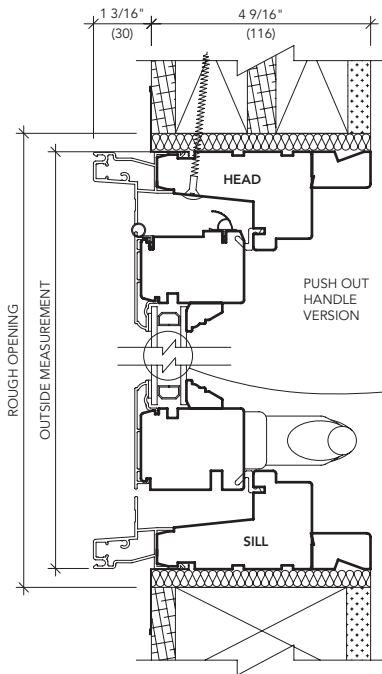 1 3/16" 4 9/16"
(30) (116)
HEAD
PUSH OUT
HANDLE
VERSION
ROUGH OPENING
OUTSIDE MEASUREMENT
SILL